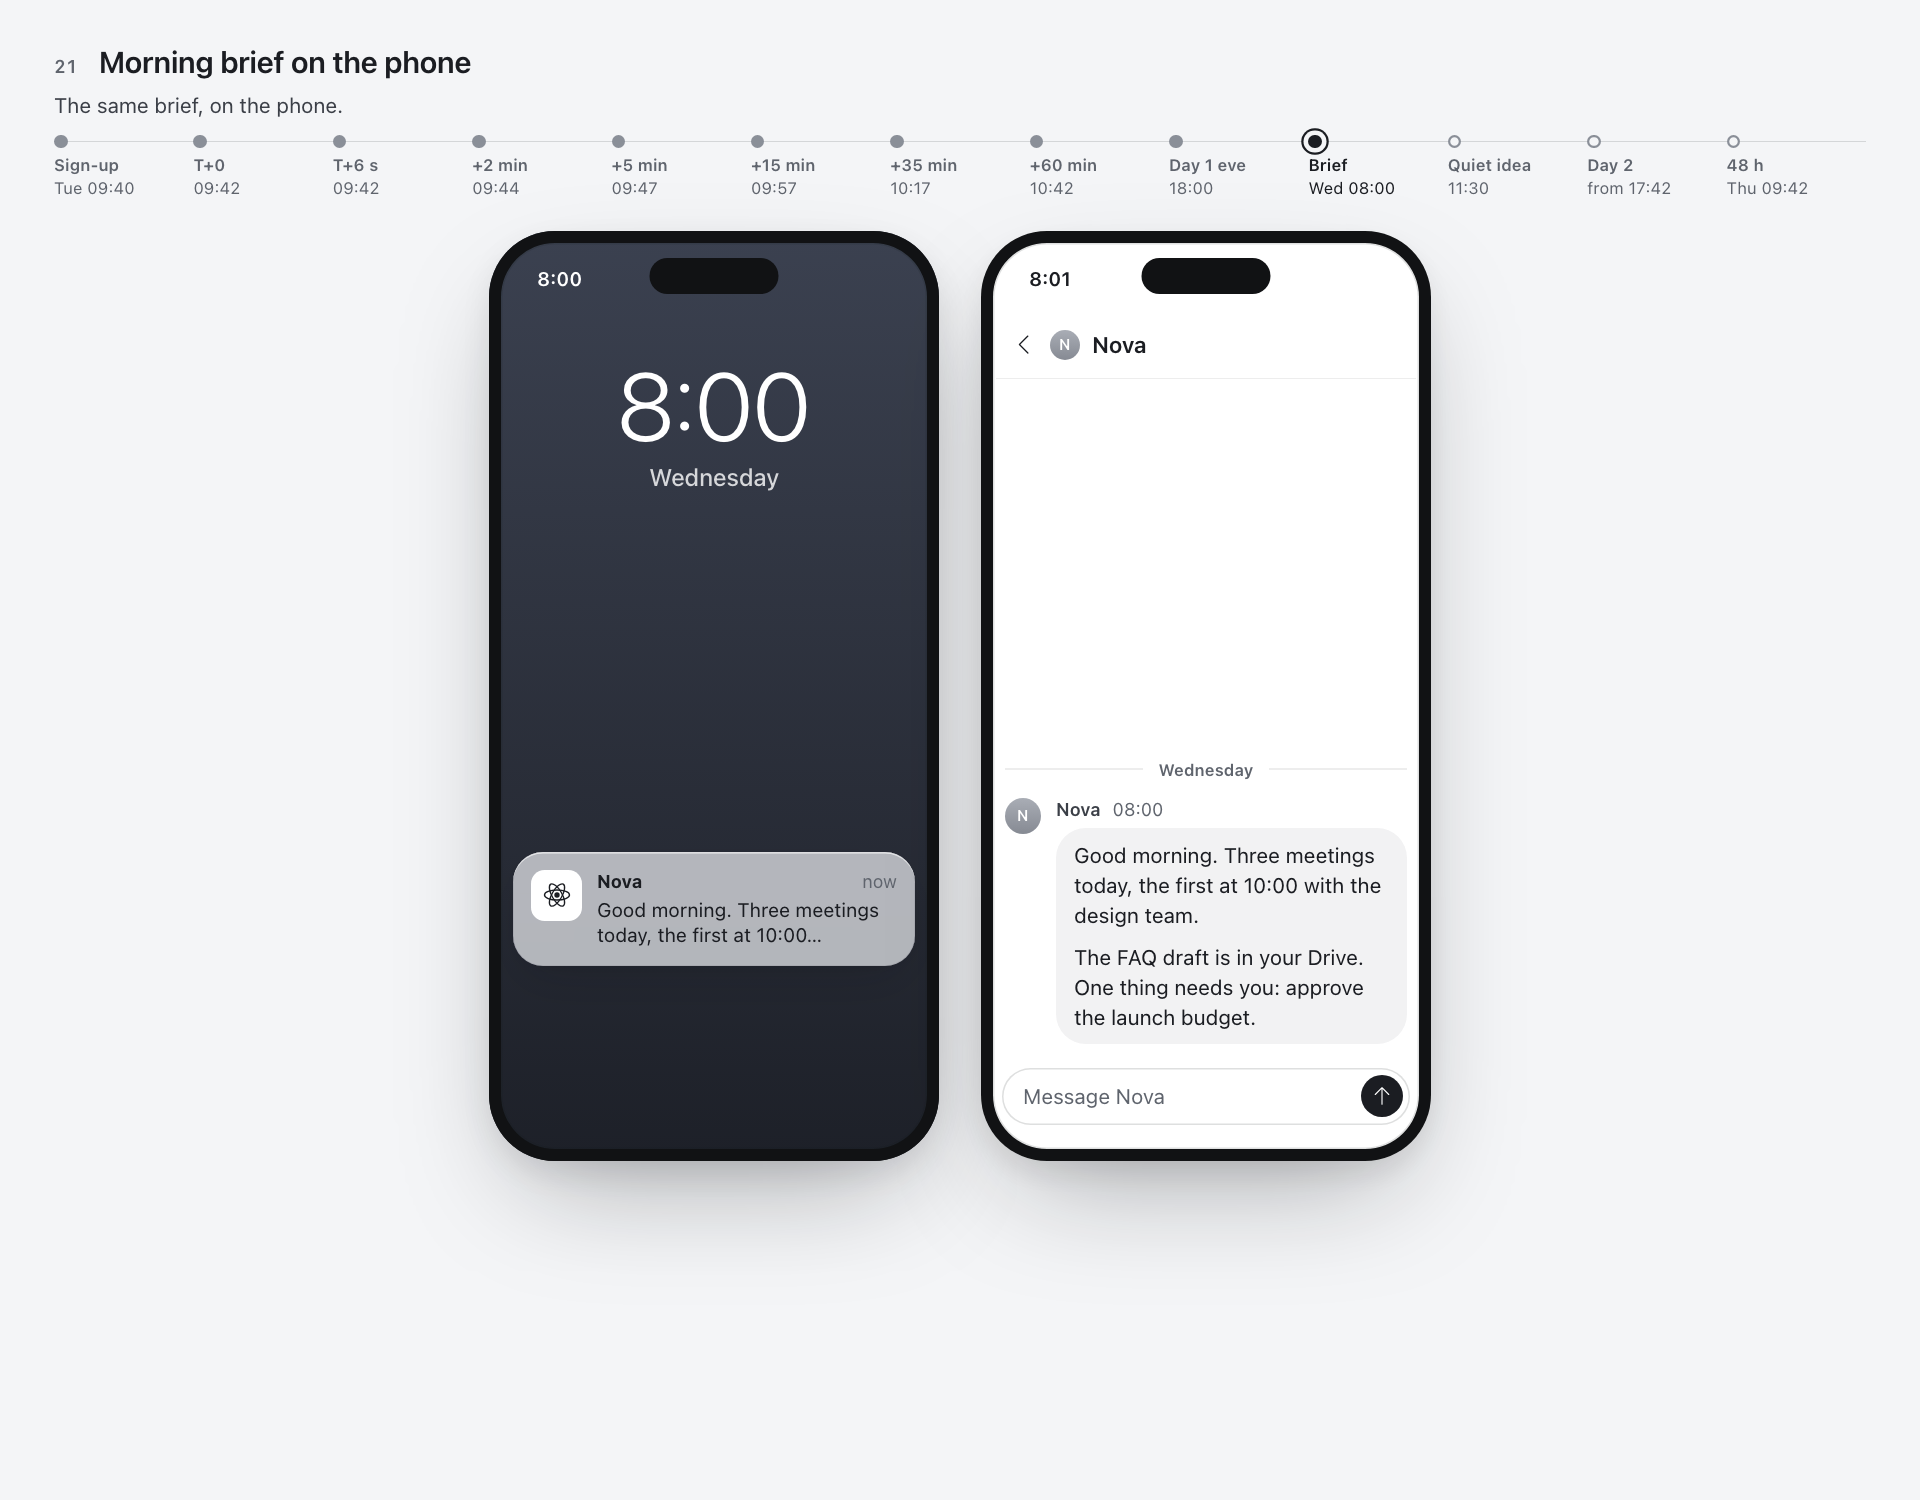 21 Morning brief on the phone
The same brief, on the phone.
Sign-up T+0 T+6 s +2 min +5 min +15 min +35 min +60 min Day 1 eve Brief Quiet idea Day 2 48 h
Tue 09:40 09:42 09:42 09:44 09:47 09:57 10:17 10:42 18:00 Wed 08:00 11:30 from 17:42 Thu 09:42
8:00
8:00
Wednesday
Nova now
Good morning. Three meetings
today, the first at 10:00...
8:01
N Nova
Wednesday
N Nova 08:00
Good morning. Three meetings
today, the first at 10:00 with the
design team.
The FAQ draft is in your Drive.
One thing needs you: approve
the launch budget.
Message Nova